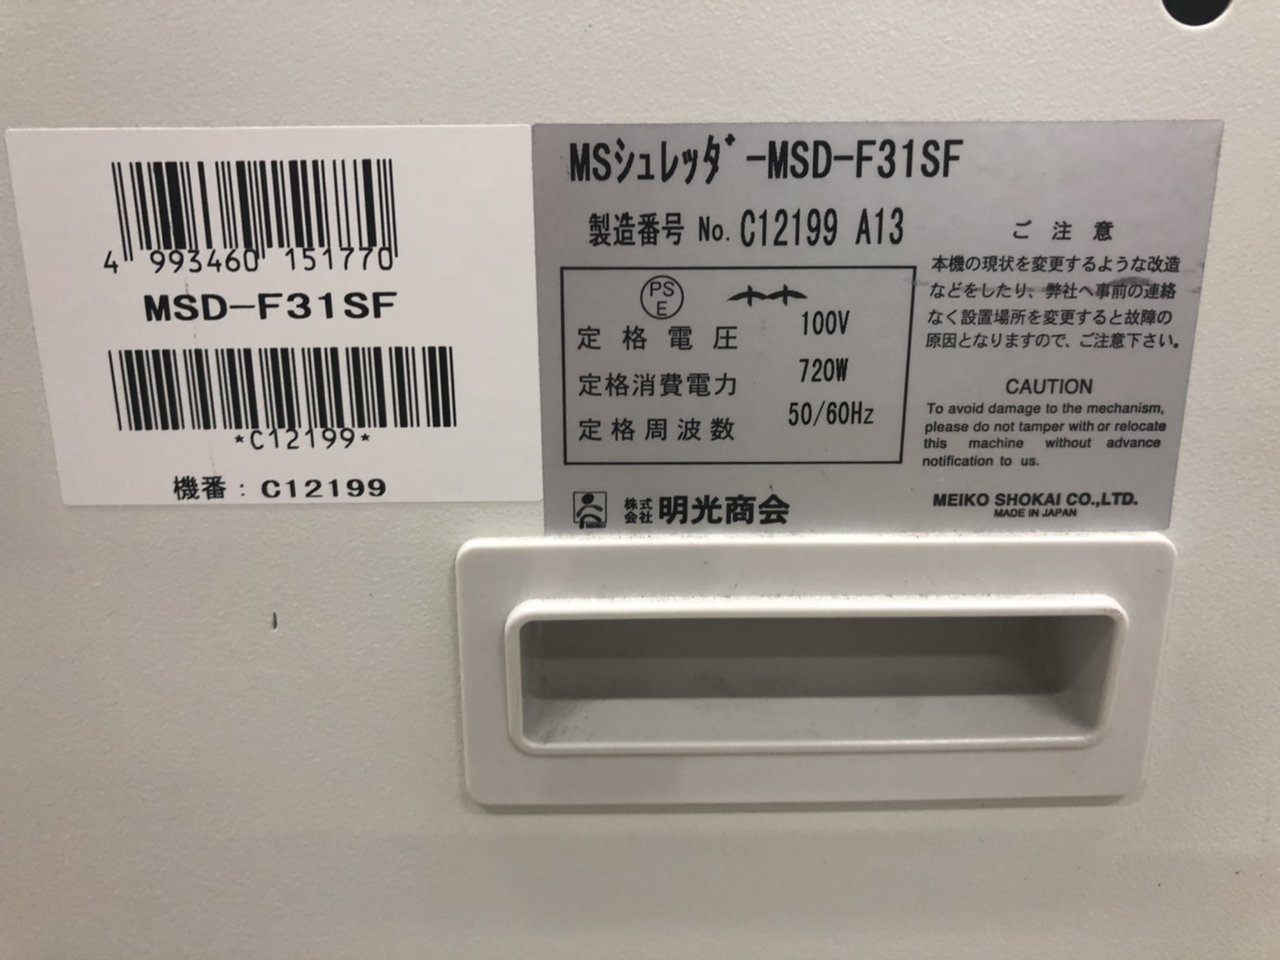 4 993460 151770
MSD-F31SF
*C12199*
機番：C12199
MSシュレッダﾞ-MSD-F31SF
製造番号 No. C12199 A13
PS
E
定格電圧 100V
定格消費電力 720W
定格周波数 50/60Hz
株式会社 明光商会
ご注意
本機の現状を変更するような改造
などをしたり、弊社へ事前の連絡
なく設置場所を変更すると故障の
原因となりますので、ご注意下さい。
CAUTION
To avoid damage to the mechanism,
please do not tamper with or relocate
this machine without advance
notification to us.
MEIKO SHOKAI CO.,LTD.
MADE IN JAPAN